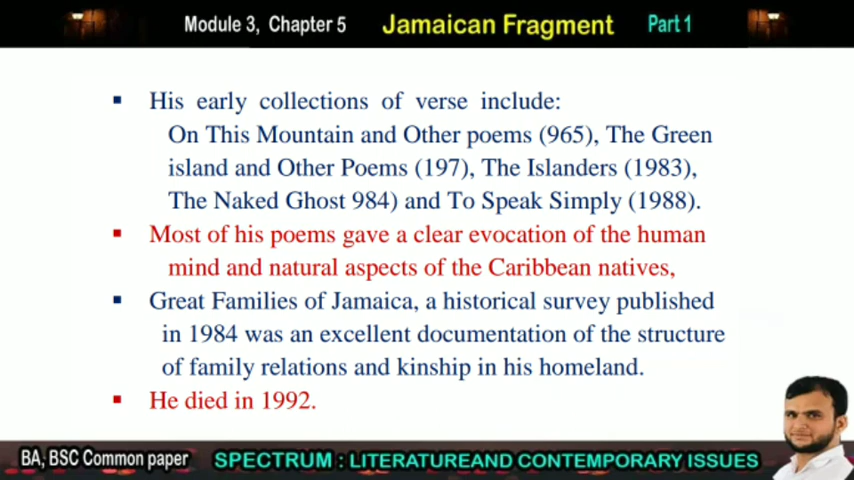 Module 3, Chapter 5 Jamaican Fragment Part 1
▪ His early collections of verse include:
On This Mountain and Other poems (965), The Green
island and Other Poems (197), The Islanders (1983),
The Naked Ghost 984) and To Speak Simply (1988).
▪ Most of his poems gave a clear evocation of the human
mind and natural aspects of the Caribbean natives,
▪ Great Families of Jamaica, a historical survey published
in 1984 was an excellent documentation of the structure
of family relations and kinship in his homeland.
▪ He died in 1992.
BA, BSC Common paper SPECTRUM : LITERATUREAND CONTEMPORARY ISSUES